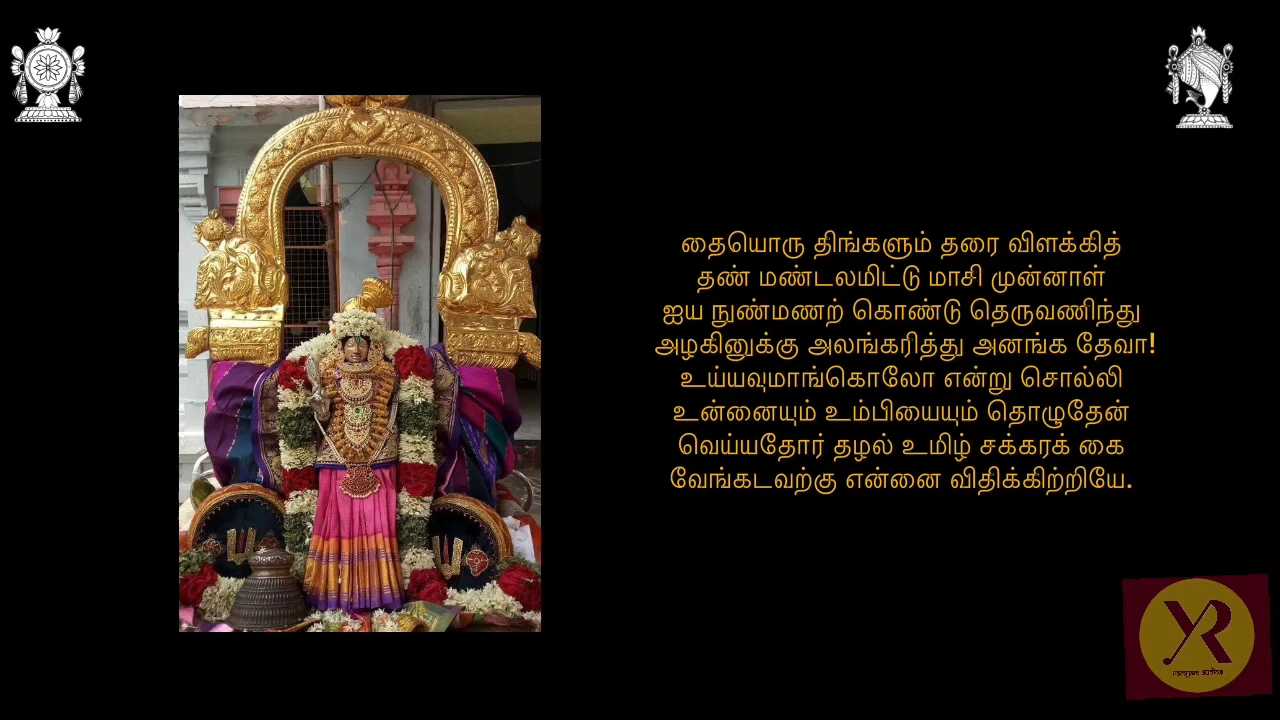 தையொரு திங்களும் தரை விளக்கித்
தண் மண்டலமிட்டு மாசி முன்னாள்
ஐய நுண்மணற் கொண்டு தெருவணிந்து
அழகினுக்கு அலங்கரித்து அனங்க தேவா!
உய்யவுமாங்கொலோ என்று சொல்லி
உன்னையும் உம்பியையும் தொழுதேன்
வெய்யதோர் தழல் உமிழ் சக்கரக் கை
வேங்கடவற்கு என்னை விதிக்கிற்றியே.